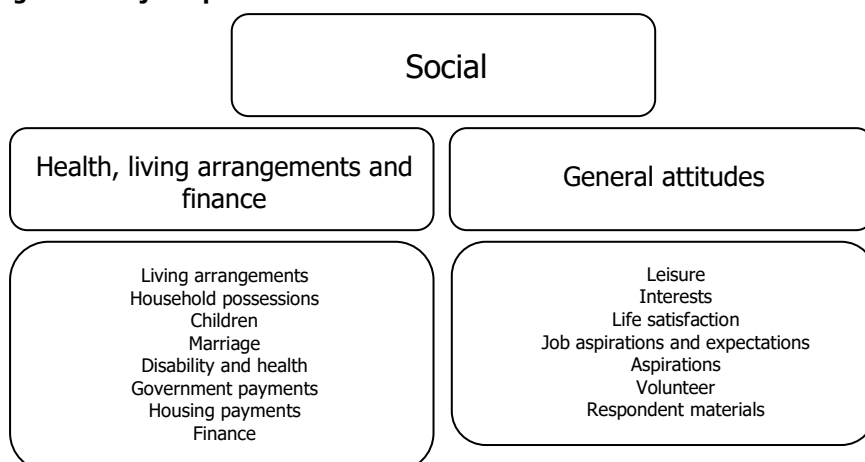 Social
Health, living arrangements and
finance
General attitudes
Living arrangements
Household possessions
Children
Marriage
Disability and health
Government payments
Housing payments
Finance
Leisure
Interests
Life satisfaction
Job aspirations and expectations
Aspirations
Volunteer
Respondent materials